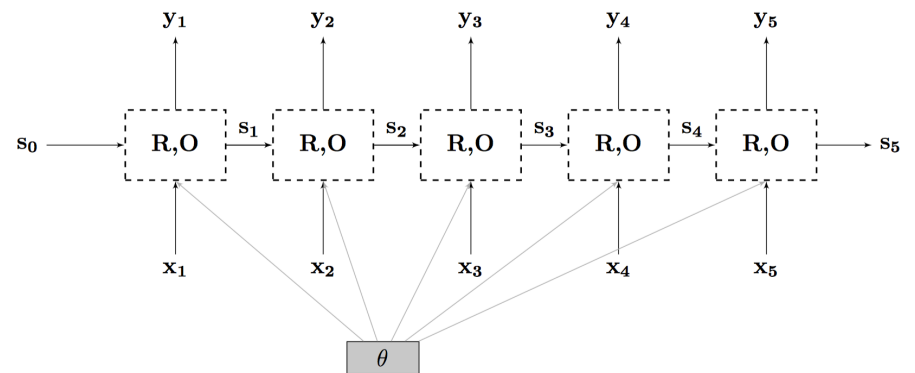 y₁ y₂ y₃ y₄ y₅
s₀ R,O s₁ R,O s₂ R,O s₃ R,O s₄ R,O s₅
x₁ x₂ x₃ x₄ x₅
θ